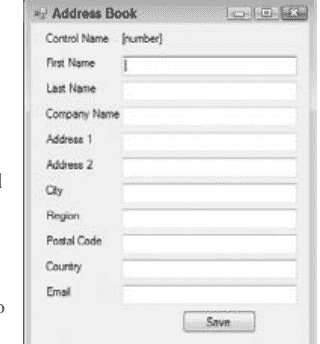 Address Book
Control Name [number]
First Name
Last Name
Company Name
Address 1
Address 2
City
Region
Postal Code
Country
Email
Save